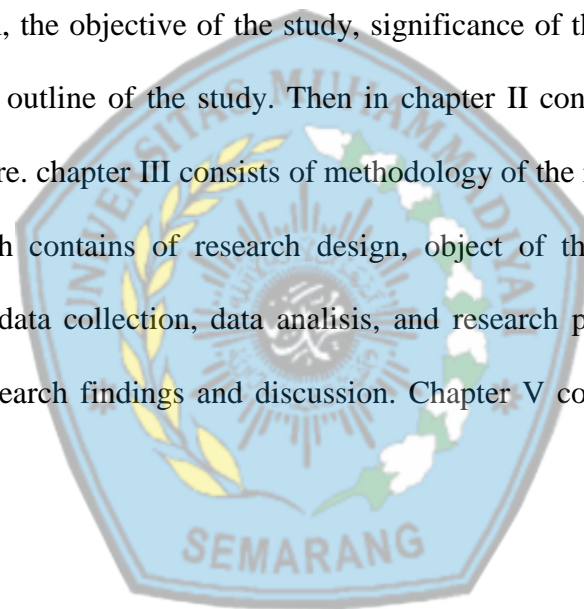 , the objective of the study, significance of th
outline of the study. Then in chapter II con
re. chapter III consists of methodology of the
h contains of research design, object of th
data collection, data analisis, and research p
earch findings and discussion. Chapter V co
UNIVERSITAS MUHAMMADIYAH
SEMARANG